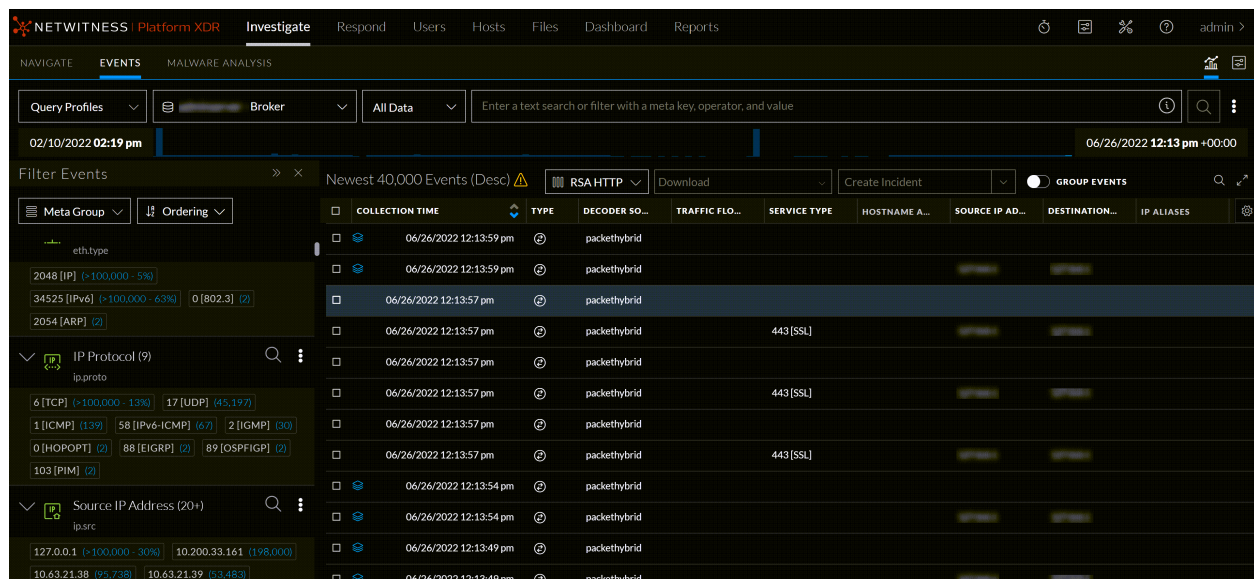 NETWITNESS | Platform XDR Investigate Respond Users Hosts Files Dashboard Reports admin >
NAVIGATE EVENTS MALWARE ANALYSIS
Query Profiles Broker All Data Enter a text search or filter with a meta key, operator, and value
02/10/2022 02:19 pm 06/26/2022 12:13 pm +00:00
Filter Events
Meta Group Ordering
eth.type
2048 [IP] (>100,000 - 5%)
34525 [IPv6] (>100,000 - 63%) 0 [802.3] (2)
2054 [ARP] (2)
IP Protocol (9)
ip.proto
6 [TCP] (>100,000 - 13%) 17 [UDP] (45,197)
1 [ICMP] (139) 58 [IPv6-ICMP] (67) 2 [IGMP] (30)
0 [HOPOPT] (2) 88 [EIGRP] (2) 89 [OSPFIGP] (2)
103 [PIM] (2)
Source IP Address (20+)
ip.src
127.0.0.1 (>100,000 - 30%) 10.200.33.161 (198,000)
10.63.21.38 (95,738) 10.63.21.39 (53,483)
Newest 40,000 Events (Desc) RSA HTTP Download Create Incident GROUP EVENTS
COLLECTION TIME TYPE DECODER SO... TRAFFIC FLO... SERVICE TYPE HOSTNAME A... SOURCE IP AD... DESTINATION... IP ALIASES
06/26/2022 12:13:59 pm packethybrid
06/26/2022 12:13:59 pm packethybrid
06/26/2022 12:13:57 pm packethybrid
06/26/2022 12:13:57 pm packethybrid 443 [SSL]
06/26/2022 12:13:57 pm packethybrid
06/26/2022 12:13:57 pm packethybrid 443 [SSL]
06/26/2022 12:13:57 pm packethybrid
06/26/2022 12:13:57 pm packethybrid 443 [SSL]
06/26/2022 12:13:54 pm packethybrid
06/26/2022 12:13:54 pm packethybrid
06/26/2022 12:13:49 pm packethybrid
06/26/2022 12:13:49 pm packethybrid